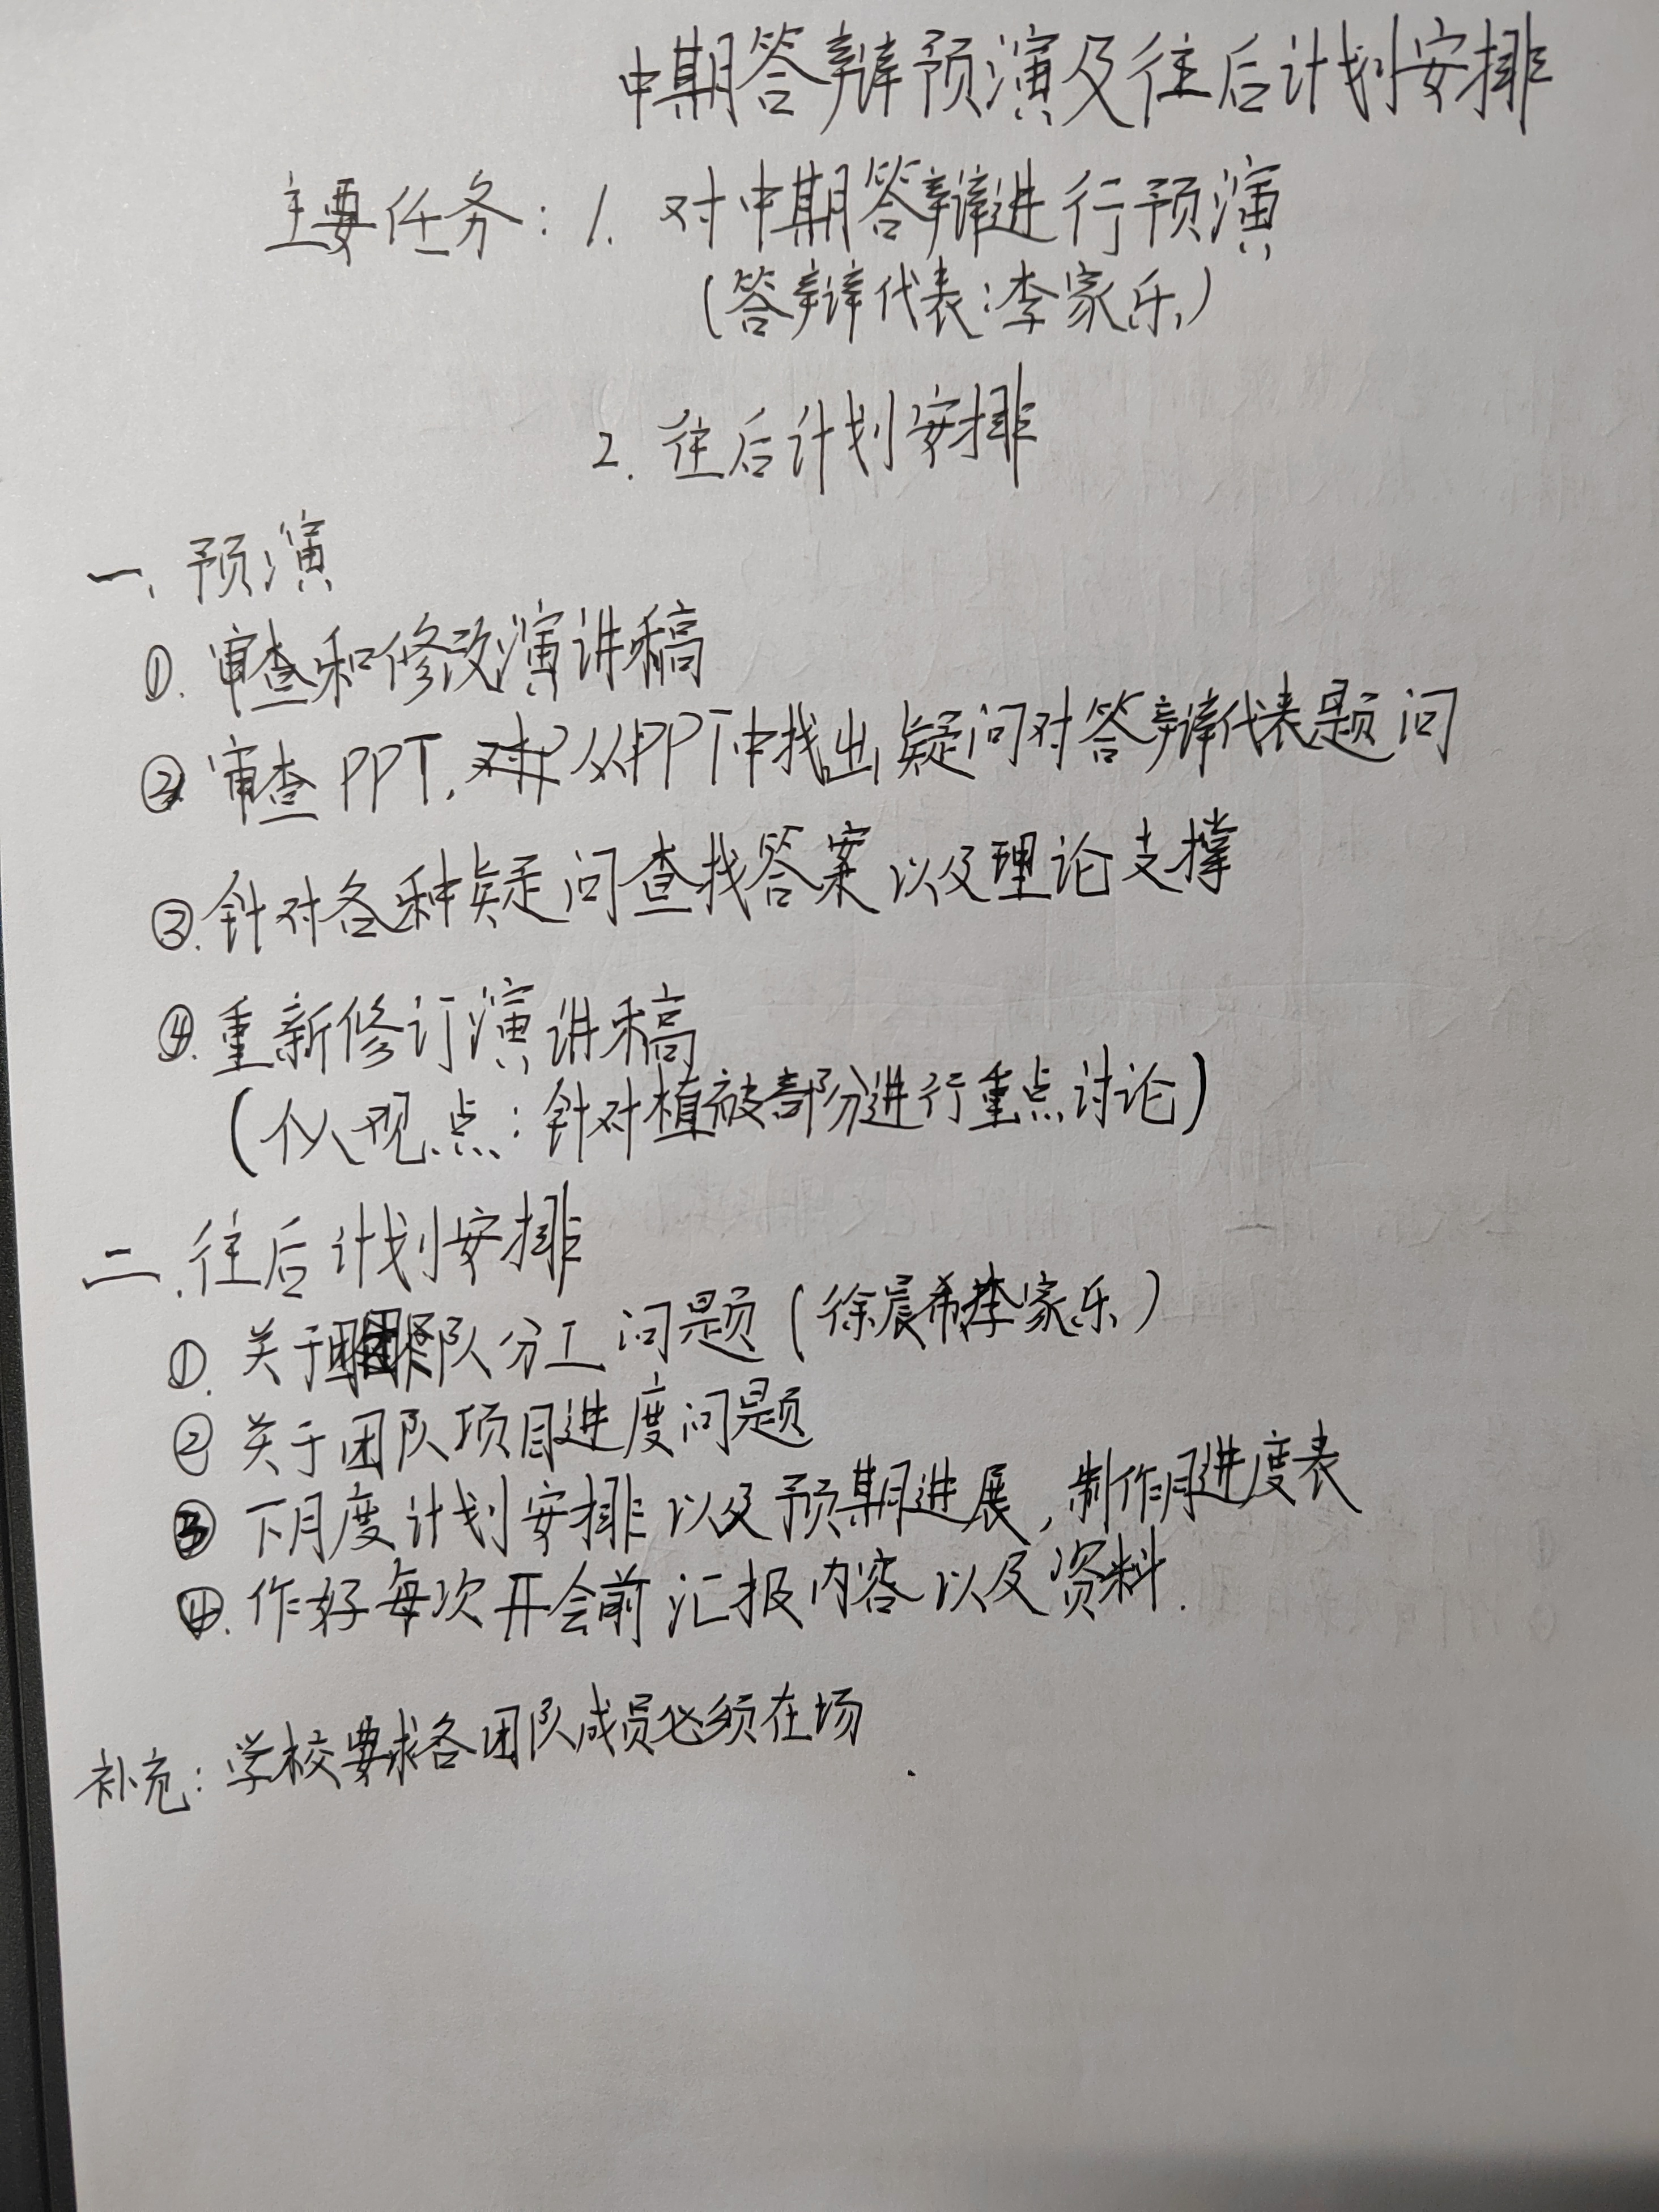 中期答辩预演及往后计划安排
主要任务：1. 对中期答辩进行预演
（答辩代表：李家乐）
2. 往后计划安排
一、预演
①. 审查和修改演讲稿
② 审查PPT，从PPT中找出疑问对答辩代表题问
③. 针对各种疑问查找答案以及理论支撑
④. 重新修订演讲稿
（个人观点：针对植被部分进行重点讨论）
二、往后计划安排
①. 关于团队分工问题（徐晨希李家乐）
② 关于团队项目进度问题
③ 下月度计划安排以及预期进展，制作月进度表
④. 作好每次开会前汇报内容以及资料.
补充：学校要求各团队成员必须在场.